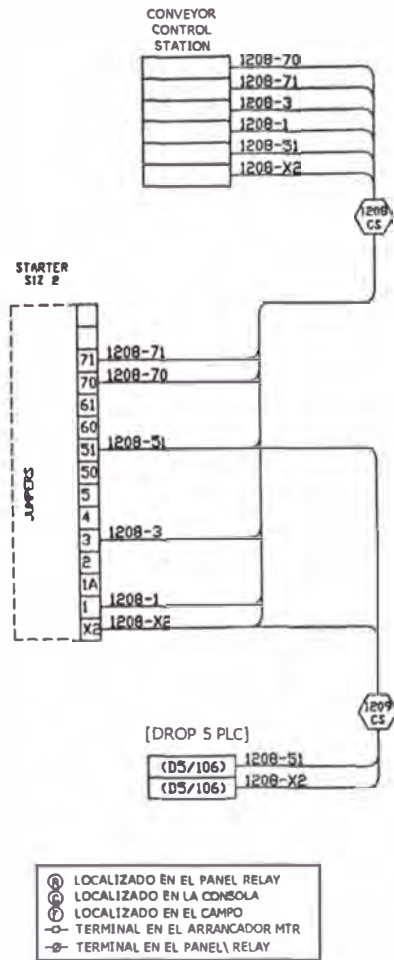 CONVEYOR
CONTROL
STATION
1208-70
1208-71
1208-3
1208-1
1208-51
1208-X2
1208
CS
STARTER
SIZ 2
JUMPERS
71 1208-71
70 1208-70
61
60
51 1208-51
50
5
4
3 1208-3
2
1A
1 1208-1
X2 1208-X2
1209
CS
[DROP 5 PLC]
(D5/106) 1208-51
(D5/106) 1208-X2
LOCALIZADO EN EL PANEL RELAY
LOCALIZADO EN LA CONSOLA
LOCALIZADO EN EL CAMPO
TERMINAL EN EL ARRANCADOR MTR
TERMINAL EN EL PANEL\ RELAY